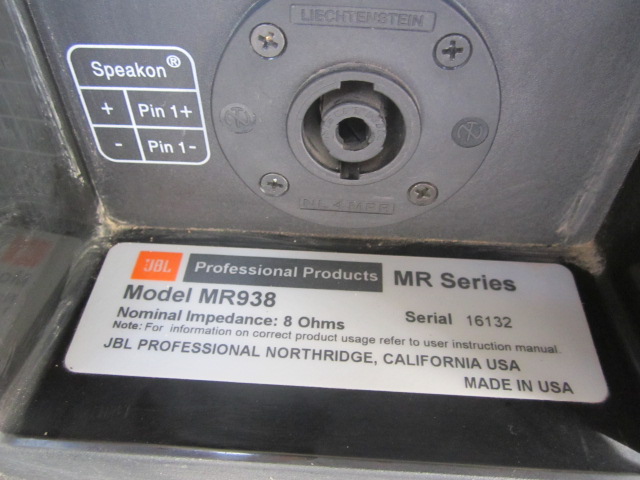 LIECHTENSTEIN
Speakon®
+ Pin 1+
- Pin 1-
NL4MPR
JBL Professional Products MR Series
Model MR938
Nominal Impedance: 8 Ohms Serial 16132
Note: For information on correct product usage refer to user instruction manual.
JBL PROFESSIONAL NORTHRIDGE, CALIFORNIA USA
MADE IN USA